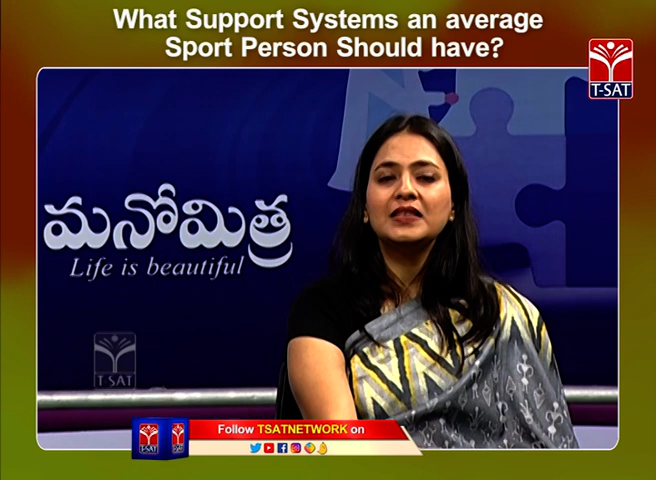 What Support Systems an average
Sport Person Should have?
T-SAT
మనోమిత్ర
Life is beautiful
T SAT
Follow TSATNETWORK on